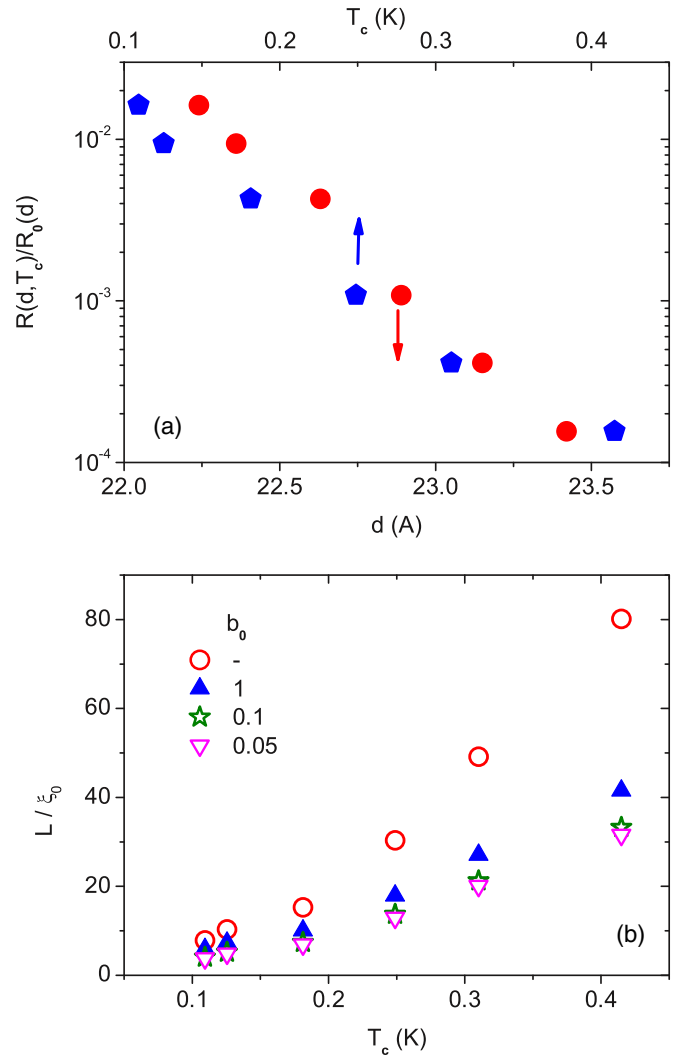 T_c (K)
0.1 0.2 0.3 0.4
10^-2
10^-3
10^-4
R(d,T_c)/R_0(d)
(a)
22.0 22.5 23.0 23.5
d (A)
80
60
40
20
0
L / ξ_0
b_0
-
1
0.1
0.05
(b)
0.1 0.2 0.3 0.4
T_c (K)